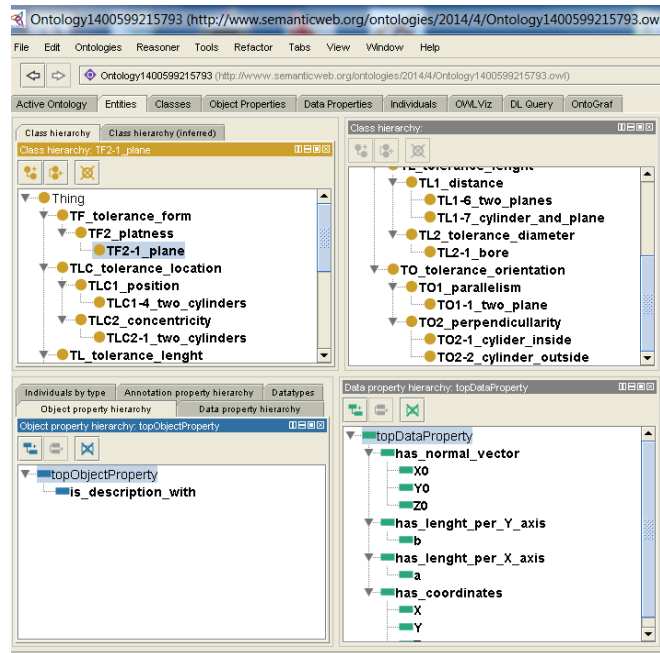 Ontology1400599215793 (http://www.semanticweb.org/ontologies/2014/4/Ontology1400599215793.ow
File Edit Ontologies Reasoner Tools Refactor Tabs View Window Help
Ontology1400599215793 (http://www.semanticweb.org/ontologies/2014/4/Ontology1400599215793.owl)
Active Ontology Entities Classes Object Properties Data Properties Individuals OWLViz DL Query OntoGraf
Class hierarchy Class hierarchy (inferred)
Class hierarchy: TF2-1_plane
Thing
TF_tolerance_form
TF2_platness
TF2-1_plane
TLC_tolerance_location
TLC1_position
TLC1-4_two_cylinders
TLC2_concentricity
TLC2-1_two_cylinders
TL_tolerance_lenght
Class hierarchy:
TL_tolerance_lenght
TL1_distance
TL1-6_two_planes
TL1-7_cylinder_and_plane
TL2_tolerance_diameter
TL2-1_bore
TO_tolerance_orientation
TO1_parallelism
TO1-1_two_plane
TO2_perpendicullarity
TO2-1_cylider_inside
TO2-2_cylinder_outside
Individuals by type Annotation property hierarchy Datatypes
Object property hierarchy Data property hierarchy
Object property hierarchy: topObjectProperty
topObjectProperty
is_description_with
Data property hierarchy: topDataProperty
topDataProperty
has_normal_vector
X0
Y0
Z0
has_lenght_per_Y_axis
b
has_lenght_per_X_axis
a
has_coordinates
X
Y